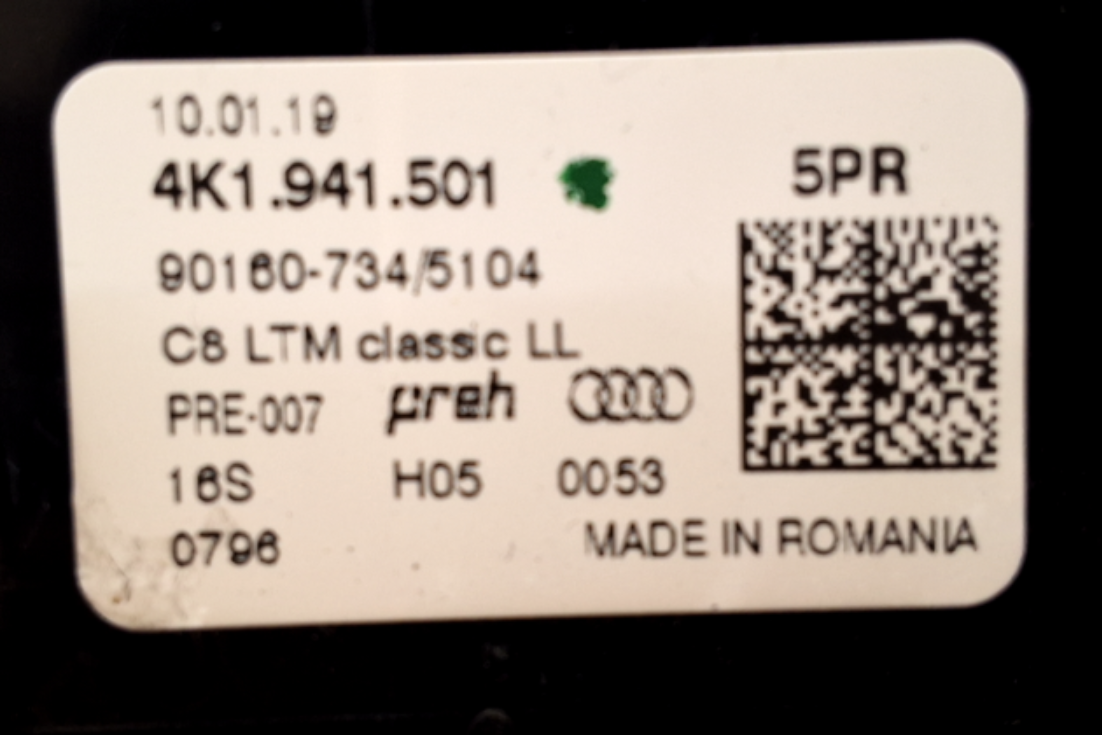 10.01.19
4K1.941.501
5PR
90160-734/5104
C8 LTM classic LL
PRE-007 preh
16S H05 0053
0796 MADE IN ROMANIA